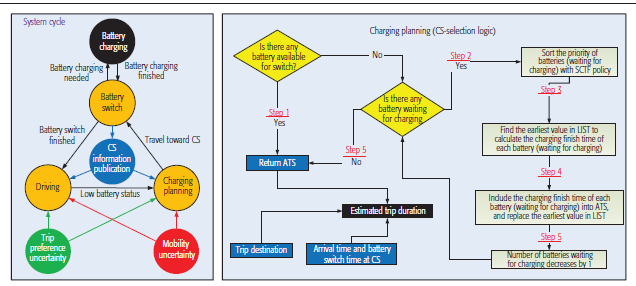 System cycle
Battery
charging
Battery charging
needed
Battery charging
finished
Battery
switch
Battery switch
finished
Travel toward CS
CS
information
publication
Driving
Low battery status
Charging
planning
Trip
preference
uncertainty
Mobility
uncertainty
Charging planning (CS-selection logic)
Is there any
battery available
for switch?
No
Step 1
Yes
Return ATS
Step 5
No
Is there any
battery waiting
for charging
Step 2
Yes
Sort the priority of
batteries (waiting for
charging) with SCTF policy
Step 3
Find the earliest value in LIST to
calculate the charging finish time of
each battery (waiting for charging)
Step 4
Include the charging finish time of each
battery (waiting for charging) into ATS,
and replace the earliest value in LIST
Step 5
Number of batteries waiting
for charging decreases by 1
Estimated trip duration
Trip destination
Arrival time and battery
switch time at CS